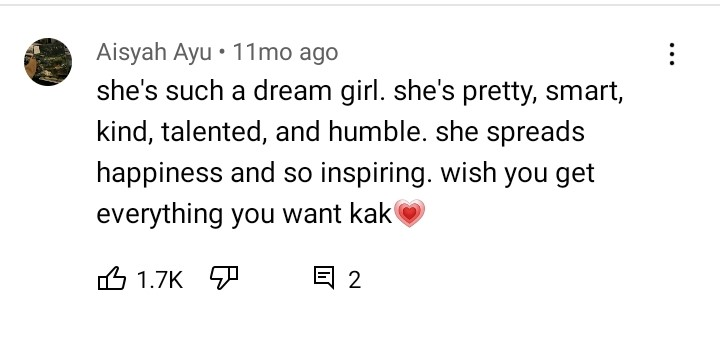 Aisyah Ayu • 11mo ago
she's such a dream girl. she's pretty, smart,
kind, talented, and humble. she spreads
happiness and so inspiring. wish you get
everything you want kak💗
1.7K 2